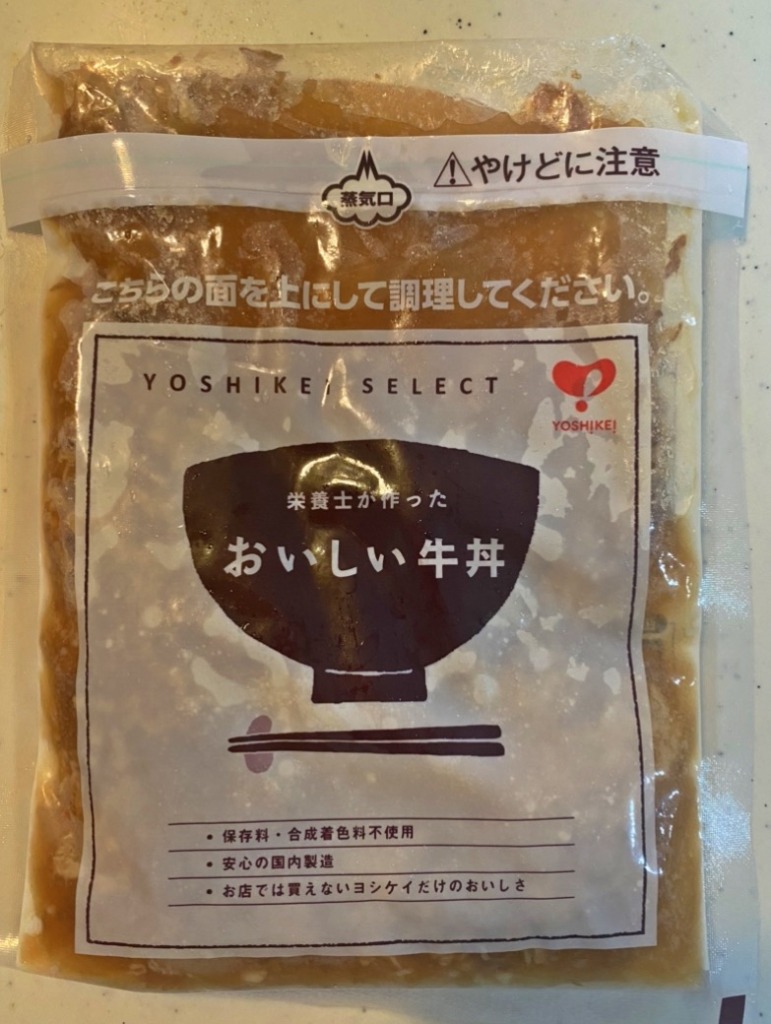 ⚠やけどに注意
蒸気口
こちらの面を上にして調理してください。
YOSHIKEI SELECT
YOSHIKEI
栄養士が作った
おいしい牛丼
・保存料・合成着色料不使用
・安心の国内製造
・お店では買えないヨシケイだけのおいしさ